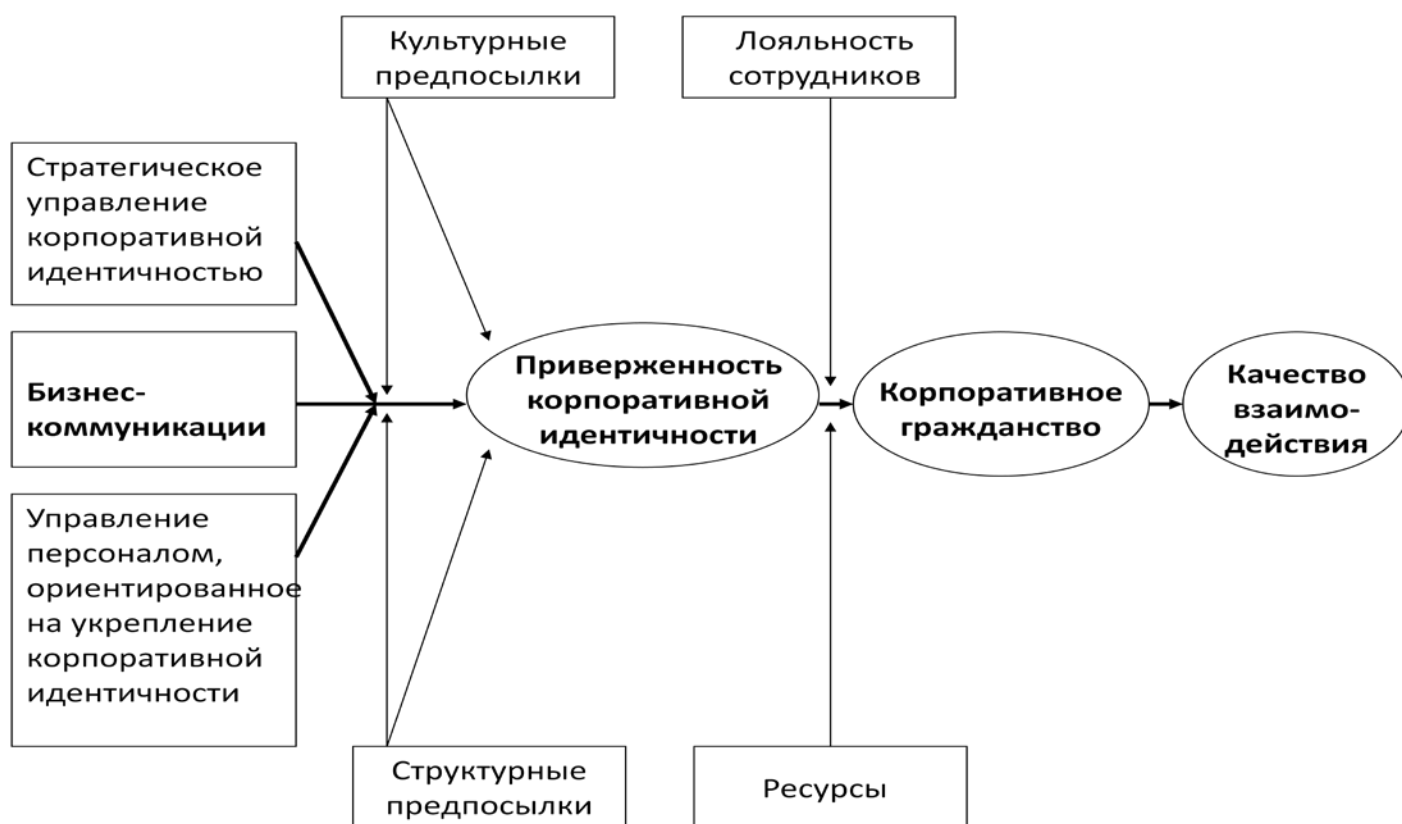 Культурные
предпосылки
Лояльность
сотрудников
Стратегическое
управление
корпоративной
идентичностью
Бизнес-
коммуникации
Управление
персоналом,
ориентированное
на укрепление
корпоративной
идентичности
Приверженность
корпоративной
идентичности
Корпоративное
гражданство
Качество
взаимо-
действия
Структурные
предпосылки
Ресурсы